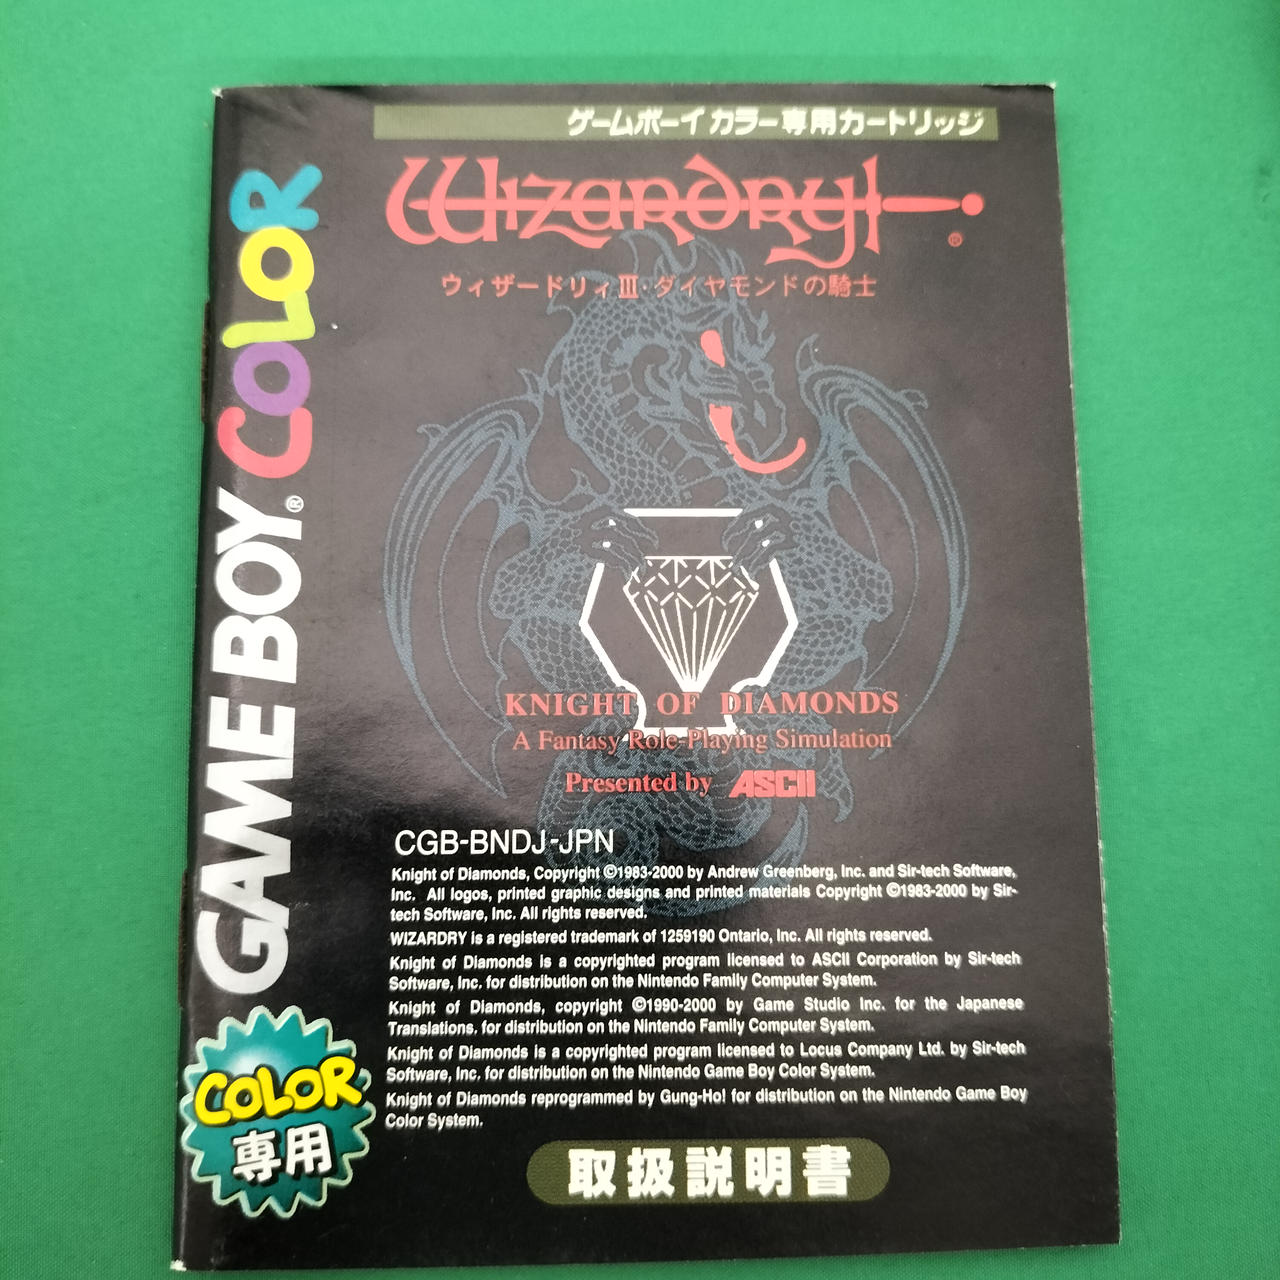 ゲームボーイ カラー専用カートリッジ
Wizardry®
ウィザードリィⅢ・ダイヤモンドの騎士
GAME BOY® COLOR
KNIGHT OF DIAMONDS
A Fantasy Role-Playing Simulation
Presented by ASCII
CGB-BNDJ-JPN
Knight of Diamonds, Copyright ©1983-2000 by Andrew Greenberg, Inc. and Sir-tech Software,
Inc. All logos, printed graphic designs and printed materials Copyright ©1983-2000 by Sir-
tech Software, Inc. All rights reserved.
WIZARDRY is a registered trademark of 1259190 Ontario, Inc. All rights reserved.
Knight of Diamonds is a copyrighted program licensed to ASCII Corporation by Sir-tech
Software, Inc. for distribution on the Nintendo Family Computer System.
Knight of Diamonds, copyright ©1990-2000 by Game Studio Inc. for the Japanese
Translations. for distribution on the Nintendo Family Computer System.
Knight of Diamonds is a copyrighted program licensed to Locus Company Ltd. by Sir-tech
Software, Inc. for distribution on the Nintendo Game Boy Color System.
Knight of Diamonds reprogrammed by Gung-Ho! for distribution on the Nintendo Game Boy
Color System.
COLOR
専用
取扱説明書